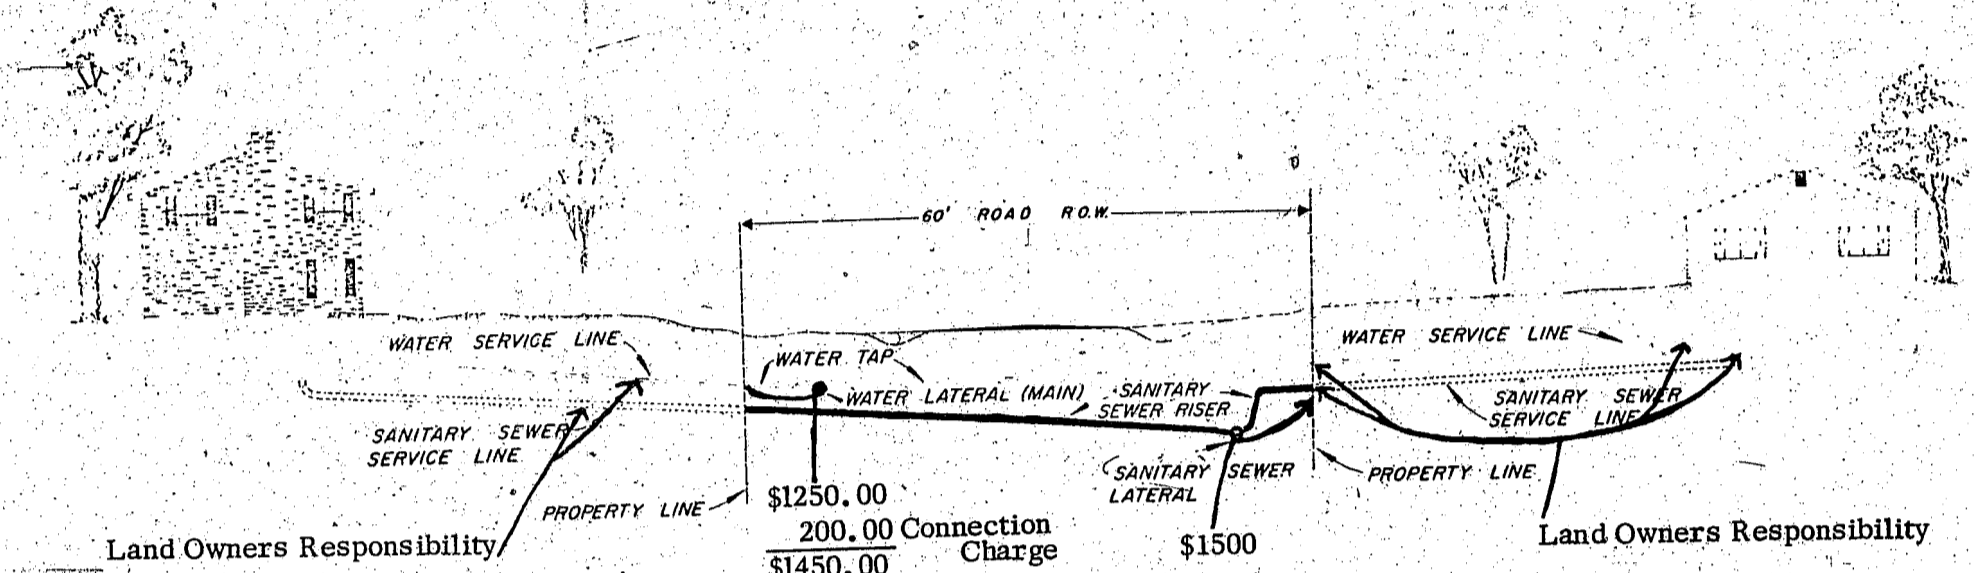 60' ROAD R.O.W.
WATER SERVICE LINE
WATER SERVICE LINE
WATER TAP
WATER LATERAL (MAIN)
SANITARY
SEWER RISER
SANITARY SEWER
SERVICE LINE
SANITARY SEWER
SERVICE LINE
SANITARY SEWER
LATERAL
PROPERTY LINE
PROPERTY LINE
$1250.00
200.00 Connection
Charge
$1450.00
$1500
Land Owners Responsibility
Land Owners Responsibility